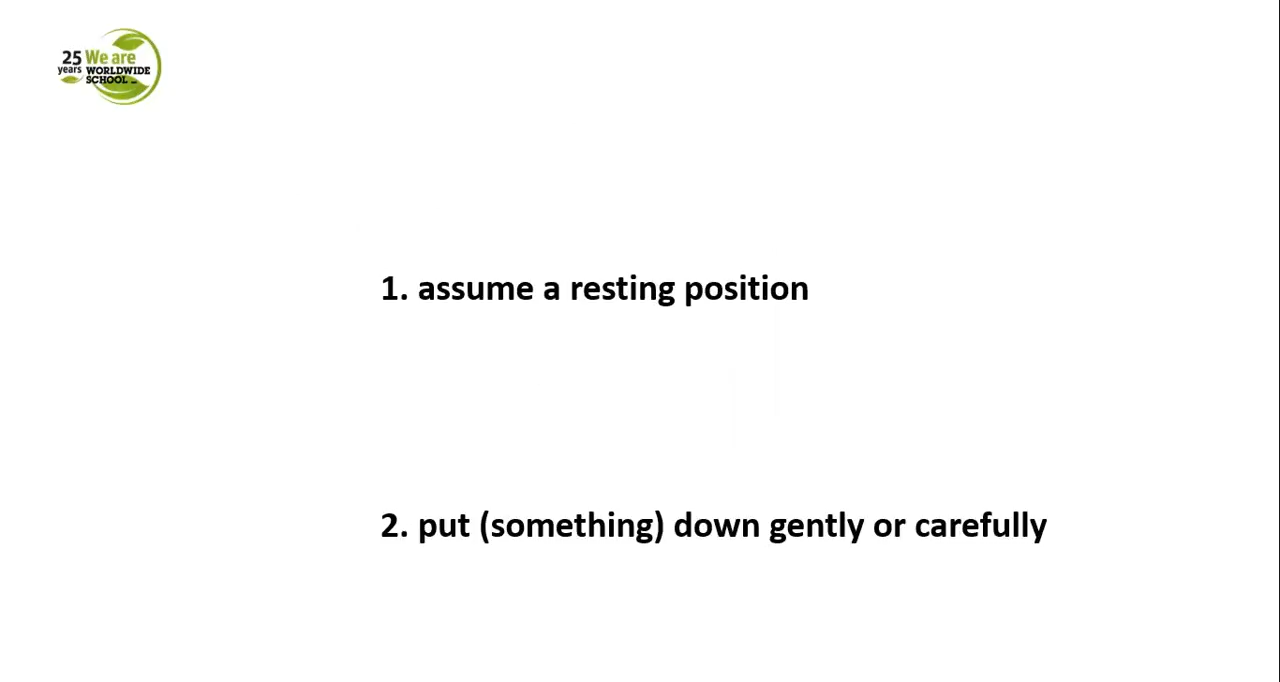 25 We are
years WORLDWIDE
SCHOOL
1. assume a resting position
2. put (something) down gently or carefully